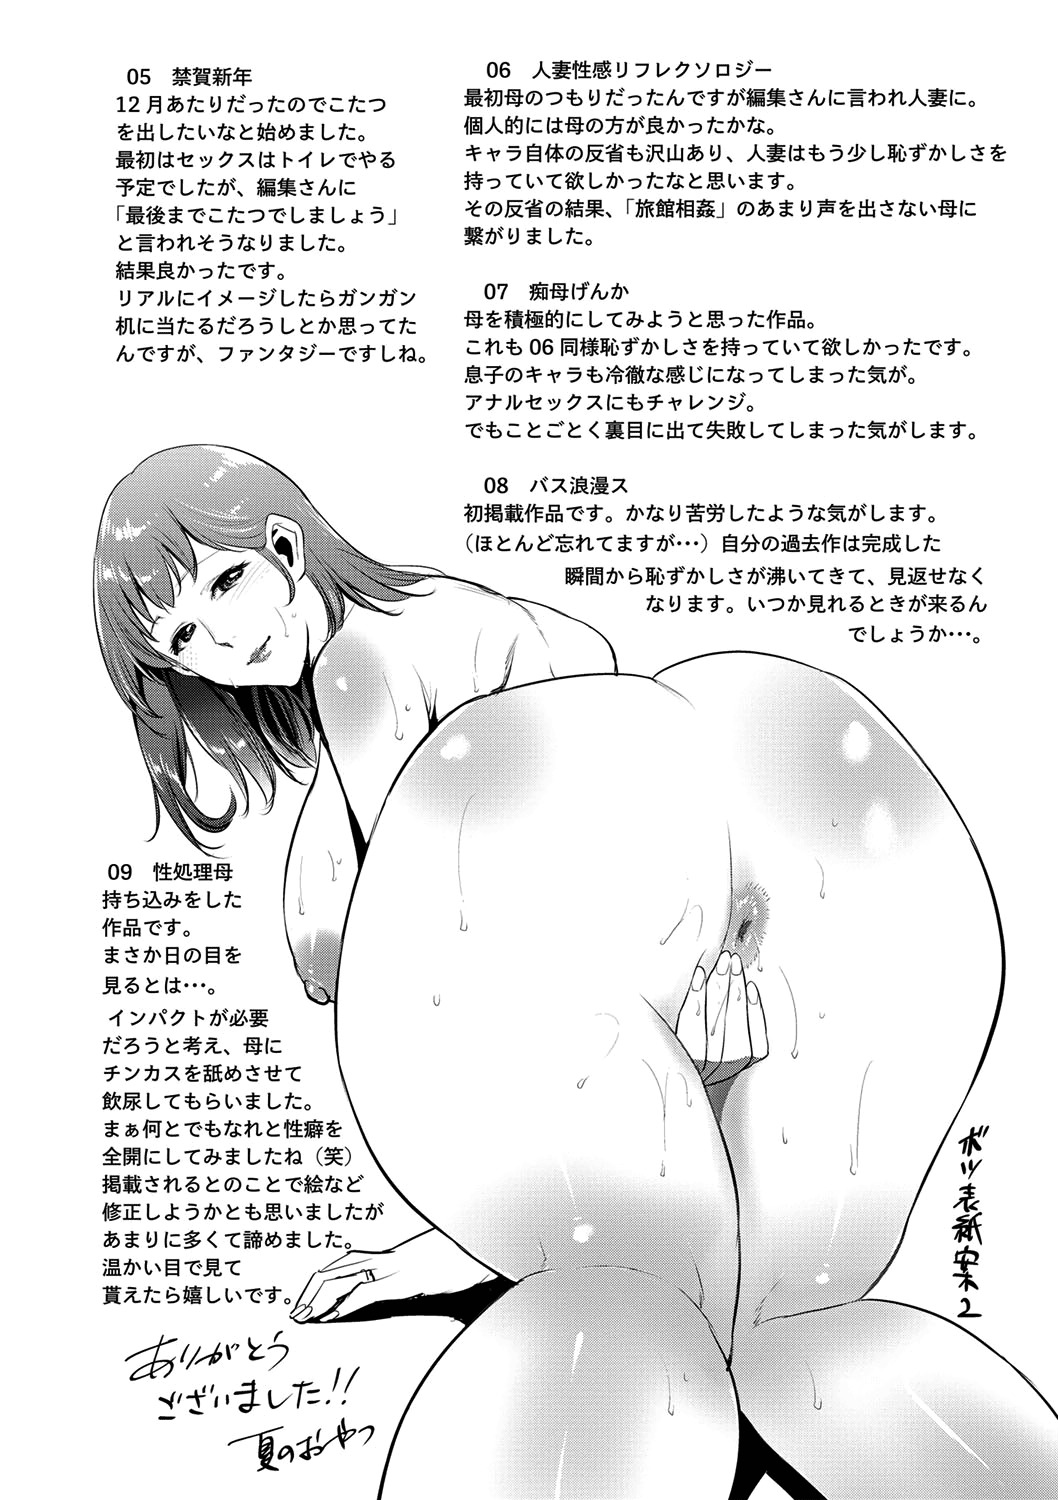 05　禁賀新年
12月あたりだったのでこたつ
を出したいなと始めました。
最初はセックスはトイレでやる
予定でしたが、編集さんに
「最後までこたつでしましょう」
と言われそうなりました。
結果良かったです。
リアルにイメージしたらガンガン
机に当たるだろうしとか思ってた
んですが、ファンタジーですしね。
06　人妻性感リフレクソロジー
最初母のつもりだったんですが編集さんに言われ人妻に。
個人的には母の方が良かったかな。
キャラ自体の反省も沢山あり、人妻はもう少し恥ずかしさを
持っていて欲しかったなと思います。
その反省の結果、「旅館相姦」のあまり声を出さない母に
繋がりました。
07　痴母げんか
母を積極的にしてみようと思った作品。
これも06同様恥ずかしさを持っていて欲しかったです。
息子のキャラも冷徹な感じになってしまった気が。
アナルセックスにもチャレンジ。
でもことごとく裏目に出て失敗してしまった気がします。
08　バス浪漫ス
初掲載作品です。かなり苦労したような気がします。
（ほとんど忘れてますが･･･）自分の過去作は完成した
瞬間から恥ずかしさが沸いてきて、見返せなく
なります。いつか見れるときが来るん
でしょうか･･･。
09　性処理母
持ち込みをした
作品です。
まさか日の目を
見るとは･･･。
インパクトが必要
だろうと考え、母に
チンカスを舐めさせて
飲尿してもらいました。
まぁ何とでもなれと性癖を
全開にしてみましたね（笑）
掲載されるとのことで絵など
修正しようかとも思いましたが
あまりに多くて諦めました。
温かい目で見て
貰えたら嬉しいです。
ありがとう
ございました!!
夏のおやつ
ボツ表紙案2